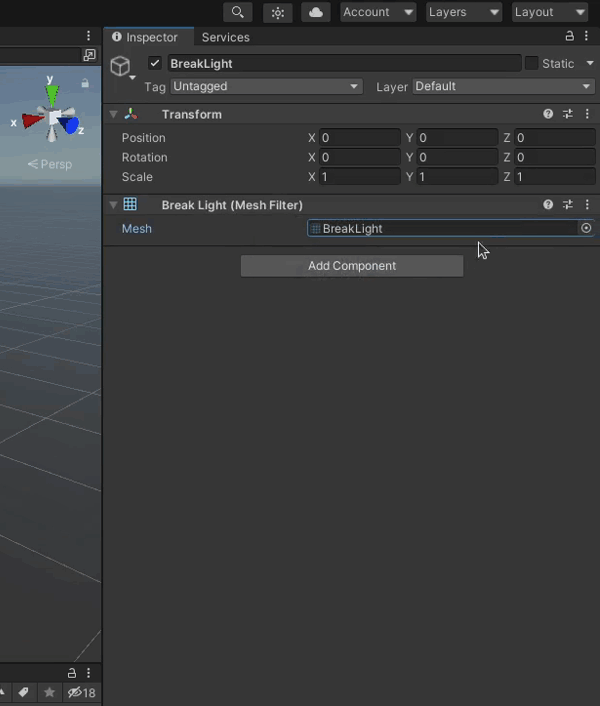 Account Layers Layout
Inspector Services
BreakLight Static
Tag Untagged Layer Default
y
x z
Persp
Transform
Position X 0 Y 0 Z 0
Rotation X 0 Y 0 Z 0
Scale X 1 Y 1 Z 1
Break Light (Mesh Filter)
Mesh BreakLight
Add Component
18